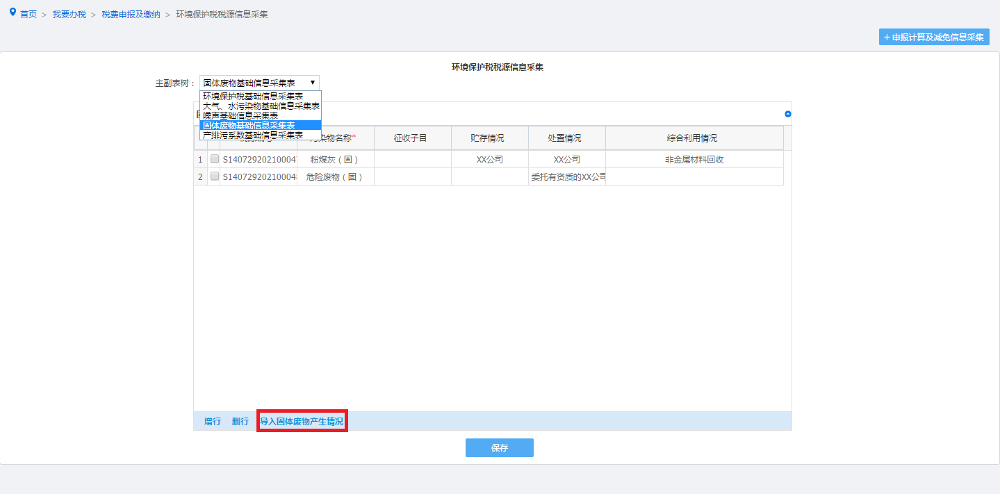 首页 > 我要办税 > 税费申报及缴纳 > 环境保护税税源信息采集
+ 申报计算及减免信息采集
环境保护税税源信息采集
主副表树： 固体废物基础信息采集表
环境保护税基础信息采集表
大气、水污染物基础信息采集表
噪声基础信息采集表
固体废物基础信息采集表
产排污系数基础信息采集表
染物名称* 征收子目 贮存情况 处置情况 综合利用情况
1 S1407292021000 粉煤灰（固） XX公司 XX公司 非金属材料回收
2 S1407292021000 危险废物（固） 委托有资质的XX公司
增行 删行 导入固体废物产生情况
保存